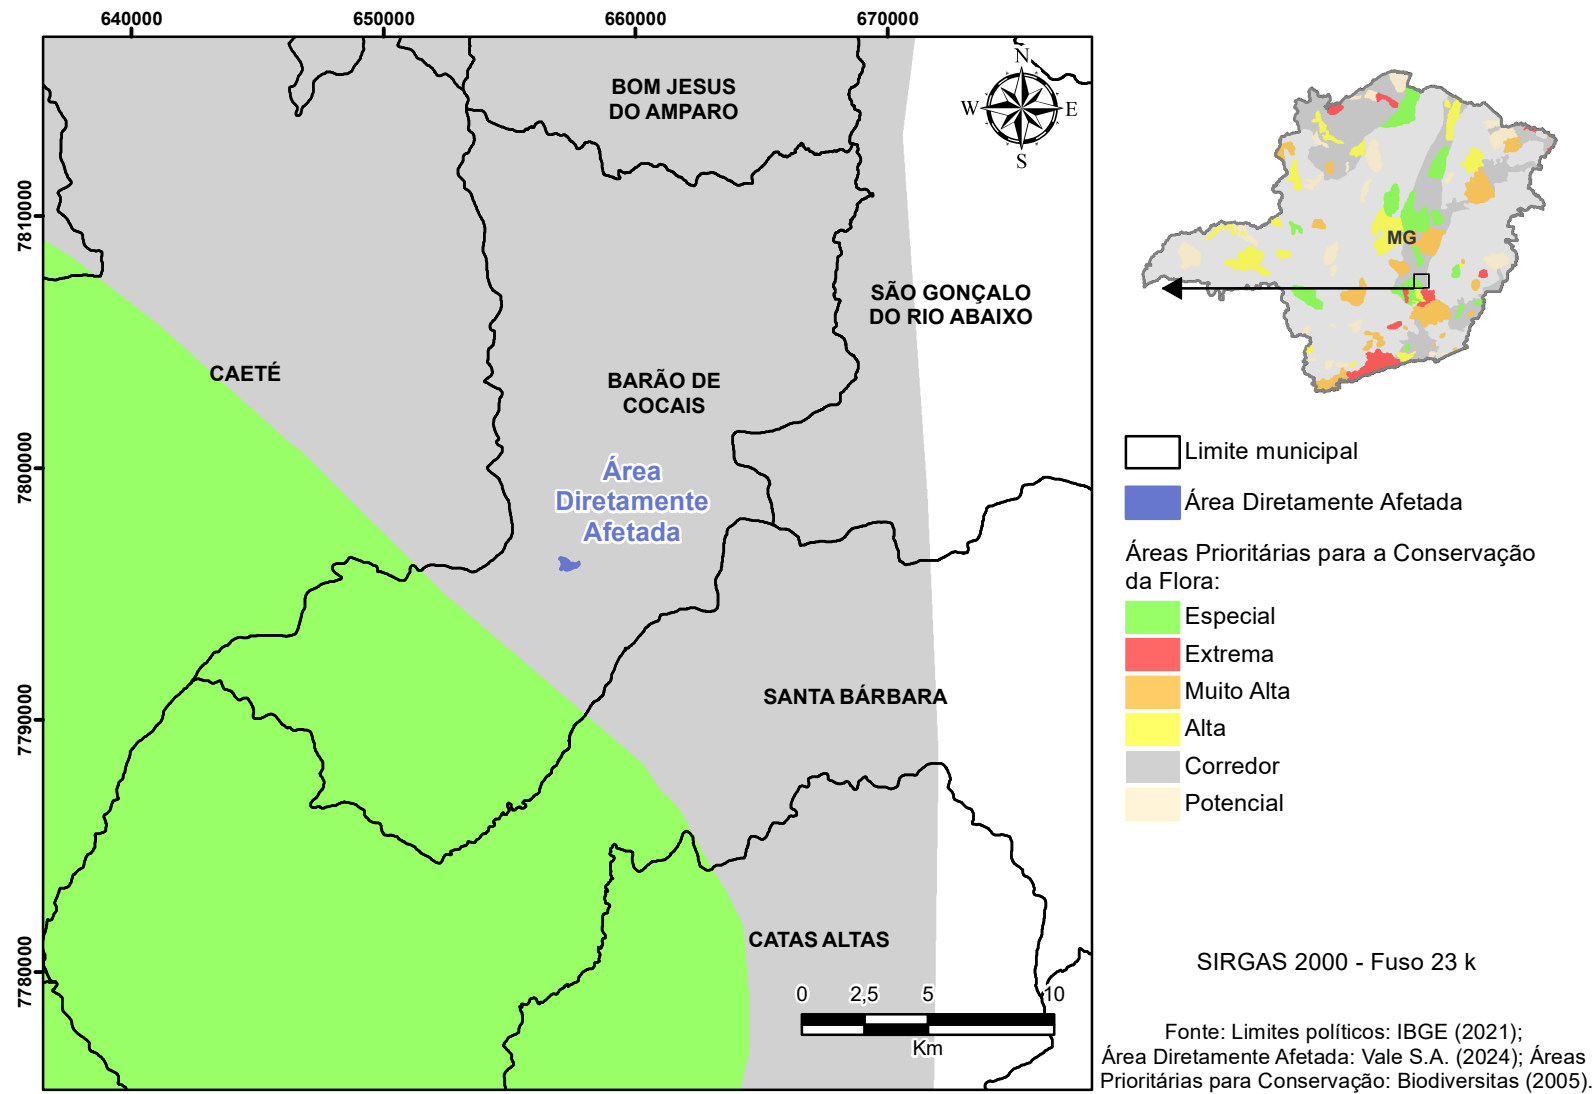 640000
650000
660000
670000
7810000
7800000
7790000
7780000
BOM JESUS
DO AMPARO
N
W
E
S
SÃO GONÇALO
DO RIO ABAIXO
CAETÉ
BARÃO DE
COCAIS
Área
Diretamente
Afetada
SANTA BÁRBARA
CATAS ALTAS
0
2,5
5
10
Km
MG
Limite municipal
Área Diretamente Afetada
Áreas Prioritárias para a Conservação
da Flora:
Especial
Extrema
Muito Alta
Alta
Corredor
Potencial
SIRGAS 2000 - Fuso 23 k
Fonte: Limites políticos: IBGE (2021);
Área Diretamente Afetada: Vale S.A. (2024); Áreas
Prioritárias para Conservação: Biodiversitas (2005).